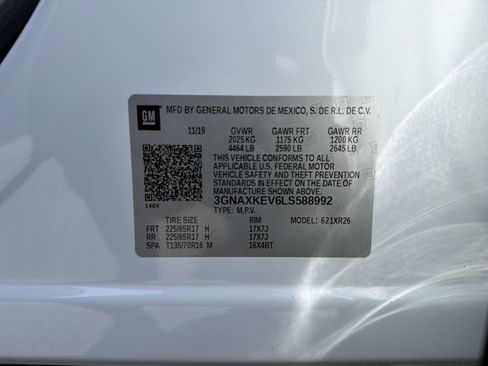 GM
MFD BY GENERAL MOTORS DE MEXICO, S. DE R.L. DE C.V.
11/19 GVWR GAWR FRT GAWR RR
2025 KG 1175 KG 1200 KG
4464 LB 2590 LB 2645 LB
THIS VEHICLE CONFORMS TO ALL
APPLICABLE U.S. FEDERAL MOTOR
VEHICLE SAFETY AND THEFT PREVENTION
STANDARDS IN EFFECT ON THE DATE OF
MANUFACTURE SHOWN ABOVE.
3GNAXKEV6LS588992
140X
TYPE: M.P.V.
TIRE SIZE RIM MODEL: 621XR26
FRT 225/65R17 H 17X7J
RR: 225/65R17 H 17X7J
SPA T135/70R16 M 16X4BT